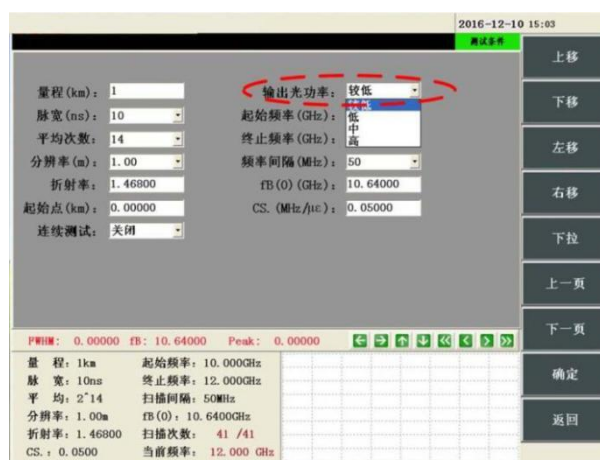 2016-12-10 15:03
测试条件
量程(km): 1
输出光功率: 较低
脉宽(ns): 10
起始频率(GHz):
较低
低
中
高
平均次数: 14
终止频率(GHz):
分辨率(m): 1.00
频率间隔(MHz): 50
折射率: 1.46800
fB(0)(GHz): 10.64000
起始点(km): 0.00000
CS.(MHz/με): 0.05000
连续测试: 关闭
FWHM: 0.00000 fB: 10.64000 Peak: 0.00000
量 程: 1km 起始频率: 10.000GHz
脉 宽: 10ns 终止频率: 12.000GHz
平 均: 2^14 扫描间隔: 50MHz
分辨率: 1.00m fB(0): 10.6400GHz
折射率: 1.46800 扫描次数: 41 /41
CS.: 0.0500 当前频率: 12.000 GHz
上移
下移
左移
右移
下拉
上一页
下一页
确定
返回